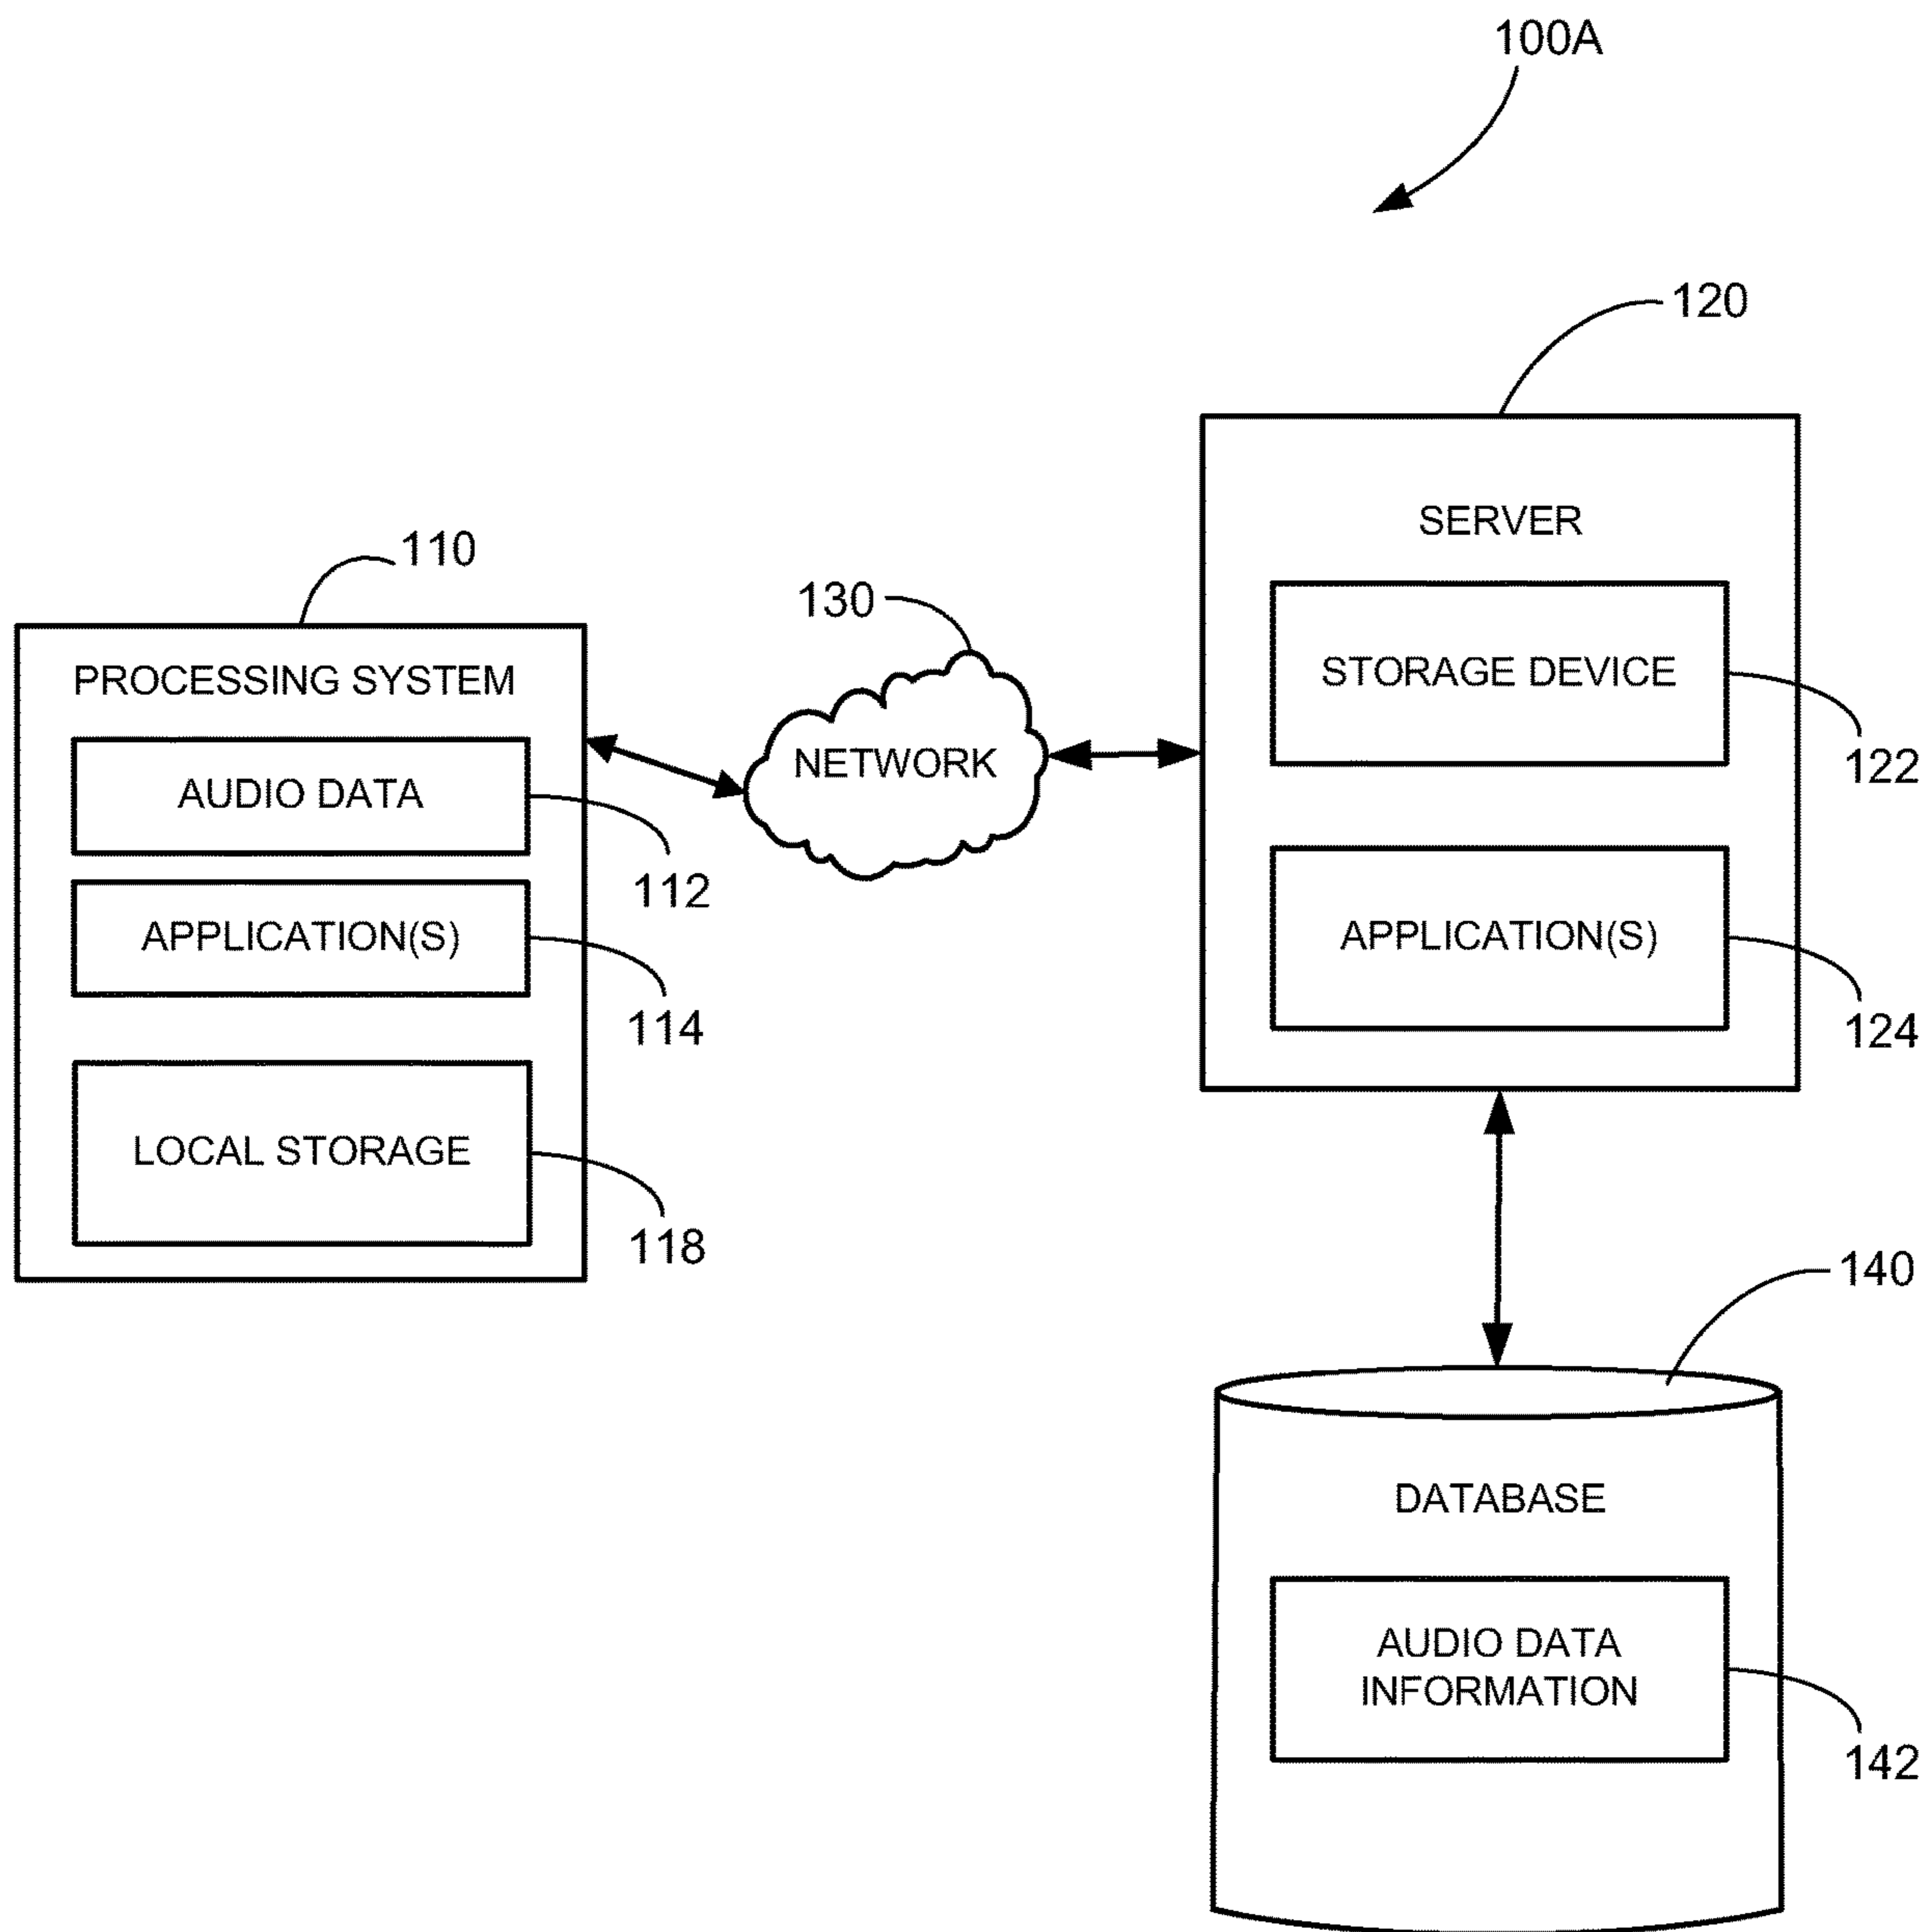 100A
120
SERVER
110
130
PROCESSING SYSTEM
STORAGE DEVICE
NETWORK
122
AUDIO DATA
112
APPLICATION(S)
APPLICATION(S)
114
124
LOCAL STORAGE
118
140
DATABASE
AUDIO DATA
INFORMATION
142